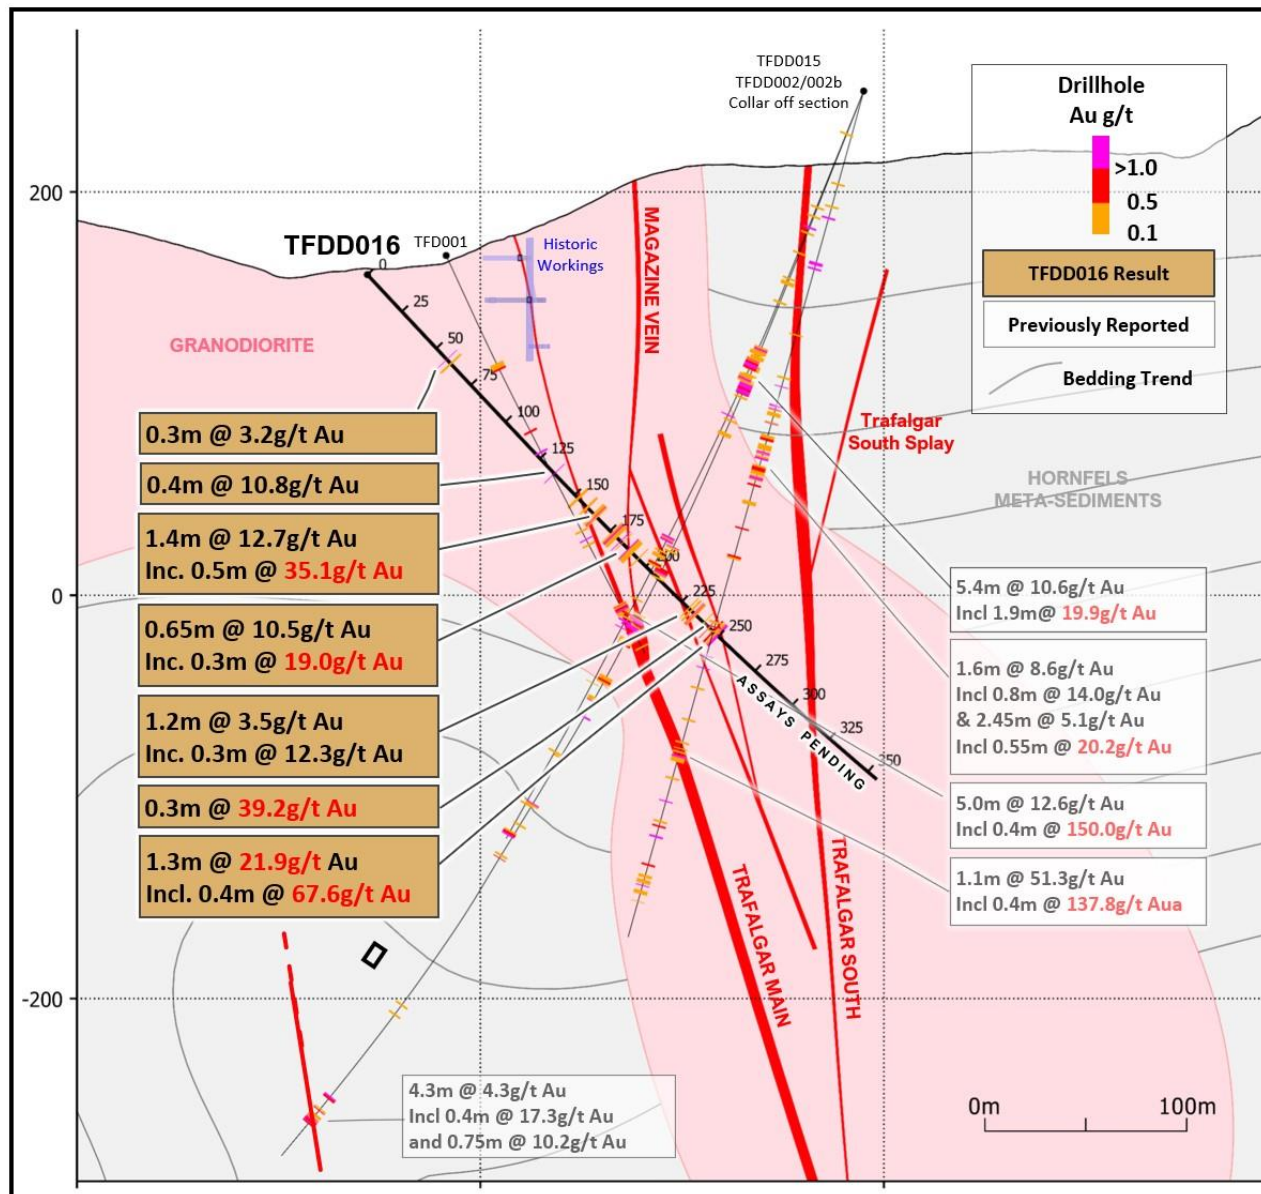 TFDD015
TFDD002/002b
Collar off section
Drillhole
Au g/t
>1.0
0.5
0.1
TFDD016 Result
Previously Reported
Bedding Trend
200
0
-200
TFDD016
TFD001
Historic
Workings
MAGAZINE VEIN
GRANODIORITE
0
25
50
75
100
125
150
175
200
225
250
275
300
325
350
ASSAYS PENDING
Trafalgar
South Splay
HORNFELS
META-SEDIMENTS
0.3m @ 3.2g/t Au
0.4m @ 10.8g/t Au
1.4m @ 12.7g/t Au
Inc. 0.5m @ 35.1g/t Au
0.65m @ 10.5g/t Au
Inc. 0.3m @ 19.0g/t Au
1.2m @ 3.5g/t Au
Inc. 0.3m @ 12.3g/t Au
0.3m @ 39.2g/t Au
1.3m @ 21.9g/t Au
Incl. 0.4m @ 67.6g/t Au
5.4m @ 10.6g/t Au
Incl 1.9m@ 19.9g/t Au
1.6m @ 8.6g/t Au
Incl 0.8m @ 14.0g/t Au
& 2.45m @ 5.1g/t Au
Incl 0.55m @ 20.2g/t Au
5.0m @ 12.6g/t Au
Incl 0.4m @ 150.0g/t Au
1.1m @ 51.3g/t Au
Incl 0.4m @ 137.8g/t Aua
TRAFALGAR MAIN
TRAFALGAR SOUTH
4.3m @ 4.3g/t Au
Incl 0.4m @ 17.3g/t Au
and 0.75m @ 10.2g/t Au
0m
100m